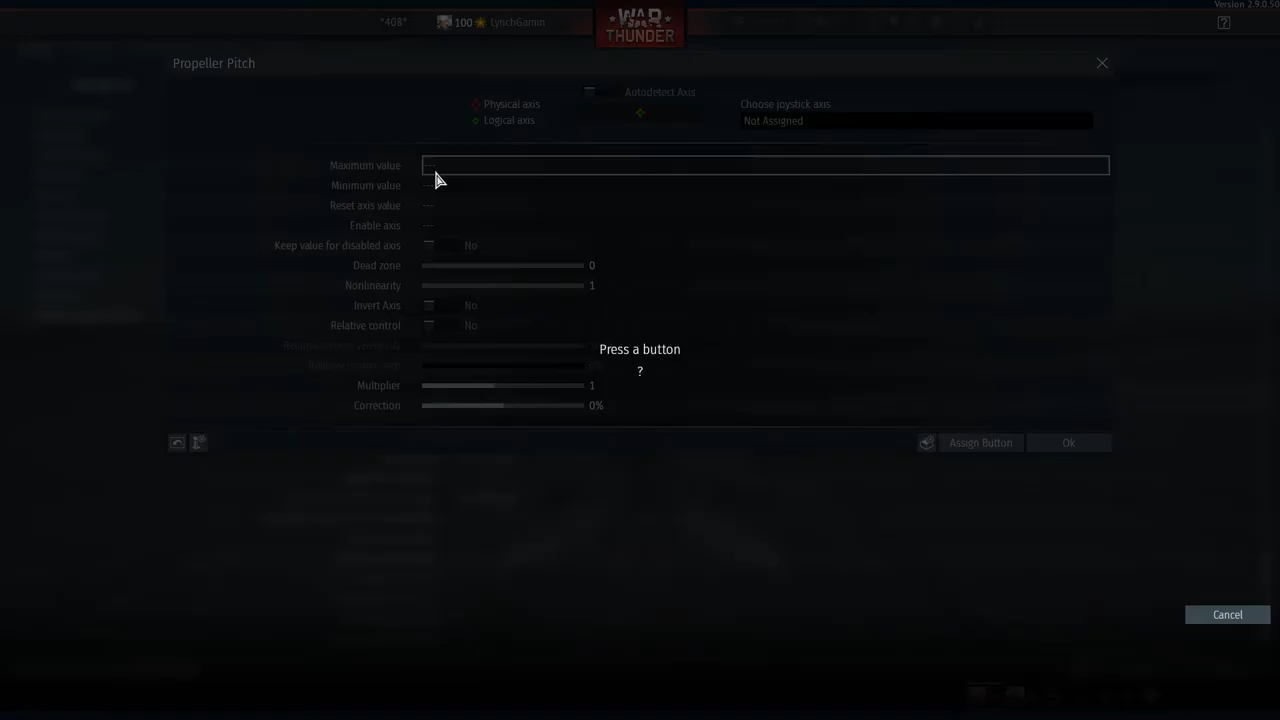 Version 2.9.0.50
*408*
100 LynchGamin
WAR
THUNDER
?
Propeller Pitch
Autodetect Axis
Physical axis
Logical axis
Choose joystick axis
Not Assigned
Maximum value ---
Minimum value ---
Reset axis value ---
Enable axis ---
Keep value for disabled axis No
Dead zone 0
Nonlinearity 1
Invert Axis No
Relative control No
Press a button
?
Multiplier 1
Correction 0%
Assign Button
Ok
Cancel